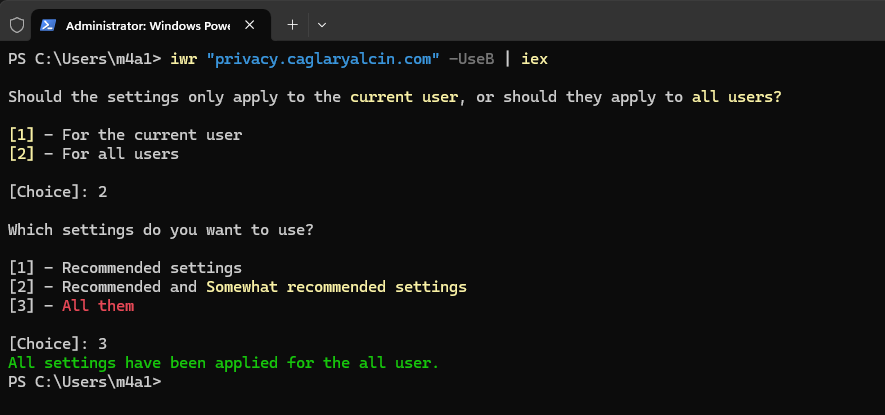 Administrator: Windows Powe
PS C:\Users\m4a1> iwr "privacy.caglaryalcin.com" -UseB | iex
Should the settings only apply to the current user, or should they apply to all users?
[1] - For the current user
[2] - For all users
[Choice]: 2
Which settings do you want to use?
[1] - Recommended settings
[2] - Recommended and Somewhat recommended settings
[3] - All them
[Choice]: 3
All settings have been applied for the all user.
PS C:\Users\m4a1>